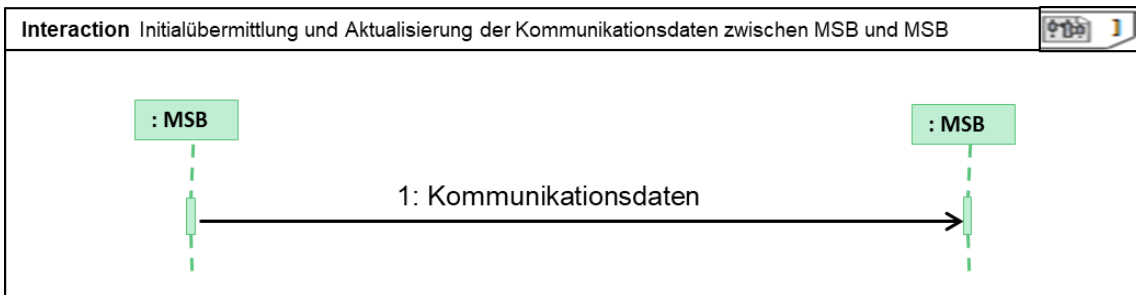 Interaction Initialübermittlung und Aktualisierung der Kommunikationsdaten zwischen MSB und MSB
: MSB
: MSB
1: Kommunikationsdaten